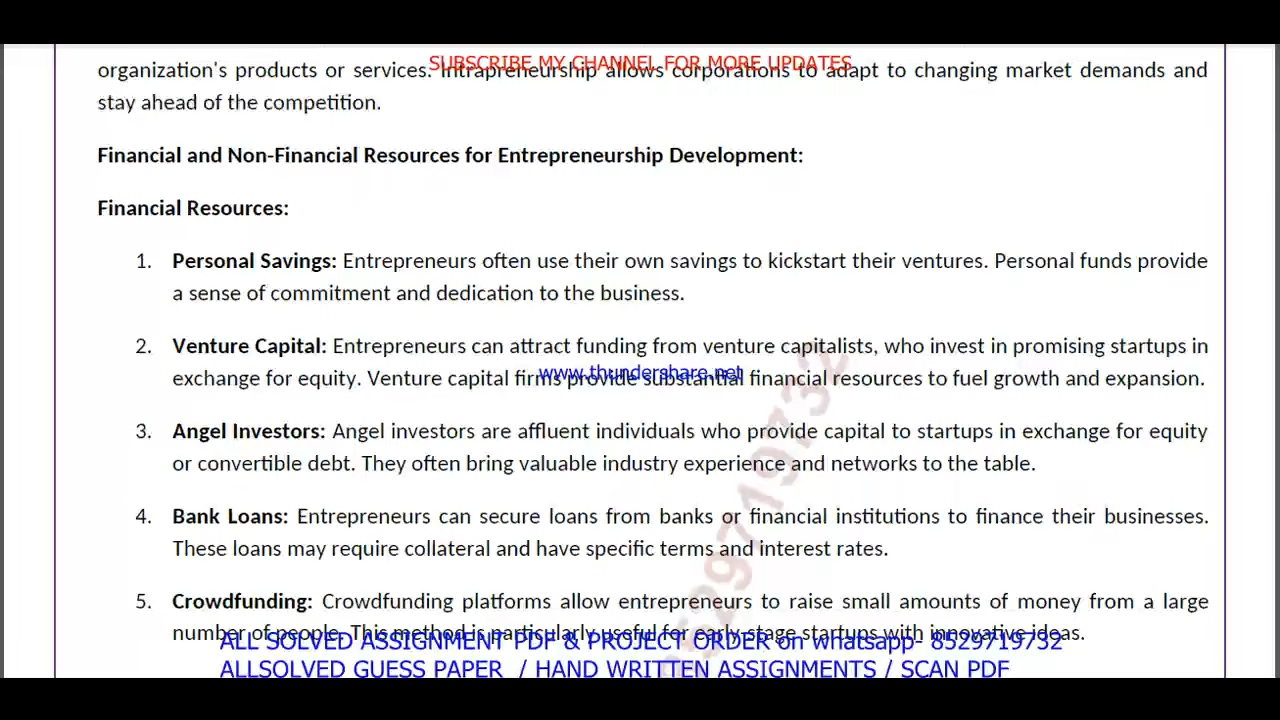 SUBSCRIBE MY CHANNEL FOR MORE UPDATES
organization's products or services. Intrapreneurship allows corporations to adapt to changing market demands and
stay ahead of the competition.
Financial and Non-Financial Resources for Entrepreneurship Development:
Financial Resources:
1. Personal Savings: Entrepreneurs often use their own savings to kickstart their ventures. Personal funds provide
a sense of commitment and dedication to the business.
2. Venture Capital: Entrepreneurs can attract funding from venture capitalists, who invest in promising startups in
exchange for equity. Venture capital firms provide substantial financial resources to fuel growth and expansion.
www.thundershare.net
3. Angel Investors: Angel investors are affluent individuals who provide capital to startups in exchange for equity
or convertible debt. They often bring valuable industry experience and networks to the table.
4. Bank Loans: Entrepreneurs can secure loans from banks or financial institutions to finance their businesses.
These loans may require collateral and have specific terms and interest rates.
5. Crowdfunding: Crowdfunding platforms allow entrepreneurs to raise small amounts of money from a large
number of people. This method is particularly useful for early-stage startups with innovative ideas.
8529719732
ALL SOLVED ASSIGNMENT PDF & PROJECT ORDER on whatsapp- 8529719732
ALLSOLVED GUESS PAPER / HAND WRITTEN ASSIGNMENTS / SCAN PDF